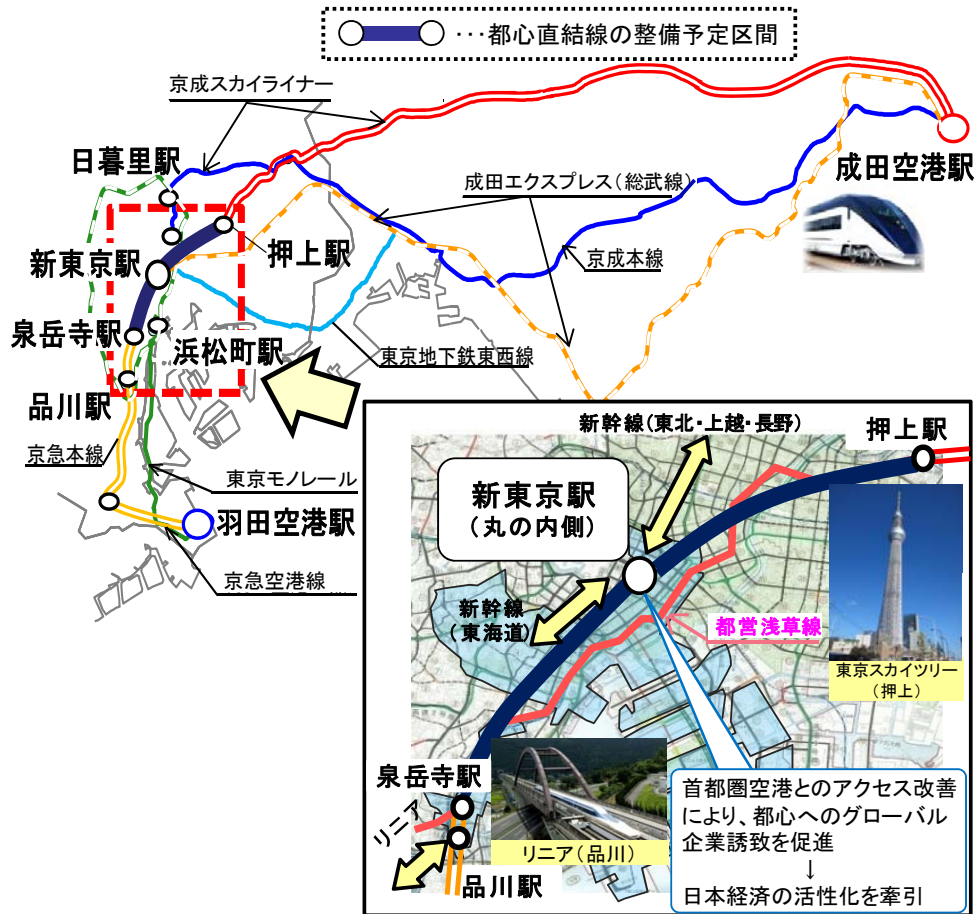 …都心直結線の整備予定区間
京成スカイライナー
日暮里駅
成田エクスプレス(総武線)
成田空港駅
押上駅
新東京駅
京成本線
泉岳寺駅
浜松町駅
東京地下鉄東西線
品川駅
京急本線
東京モノレール
羽田空港駅
京急空港線
新幹線(東北・上越・長野)
押上駅
新東京駅
(丸の内側)
新幹線
(東海道)
都営浅草線
東京スカイツリー
(押上)
泉岳寺駅
リニア
リニア(品川)
品川駅
首都圏空港とのアクセス改善
により、都心へのグローバル
企業誘致を促進
↓
日本経済の活性化を牽引